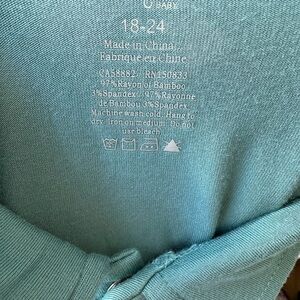 BABY
18-24
Made in China
Fabriqué en Chine
CA58882 RN150833
97%Rayon of Bamboo
3%Spandex 97%Rayonne
de Bambou 3%Spandex
Machine wash cold. Hang to
dry. Iron on medium. Do not
use bleach.